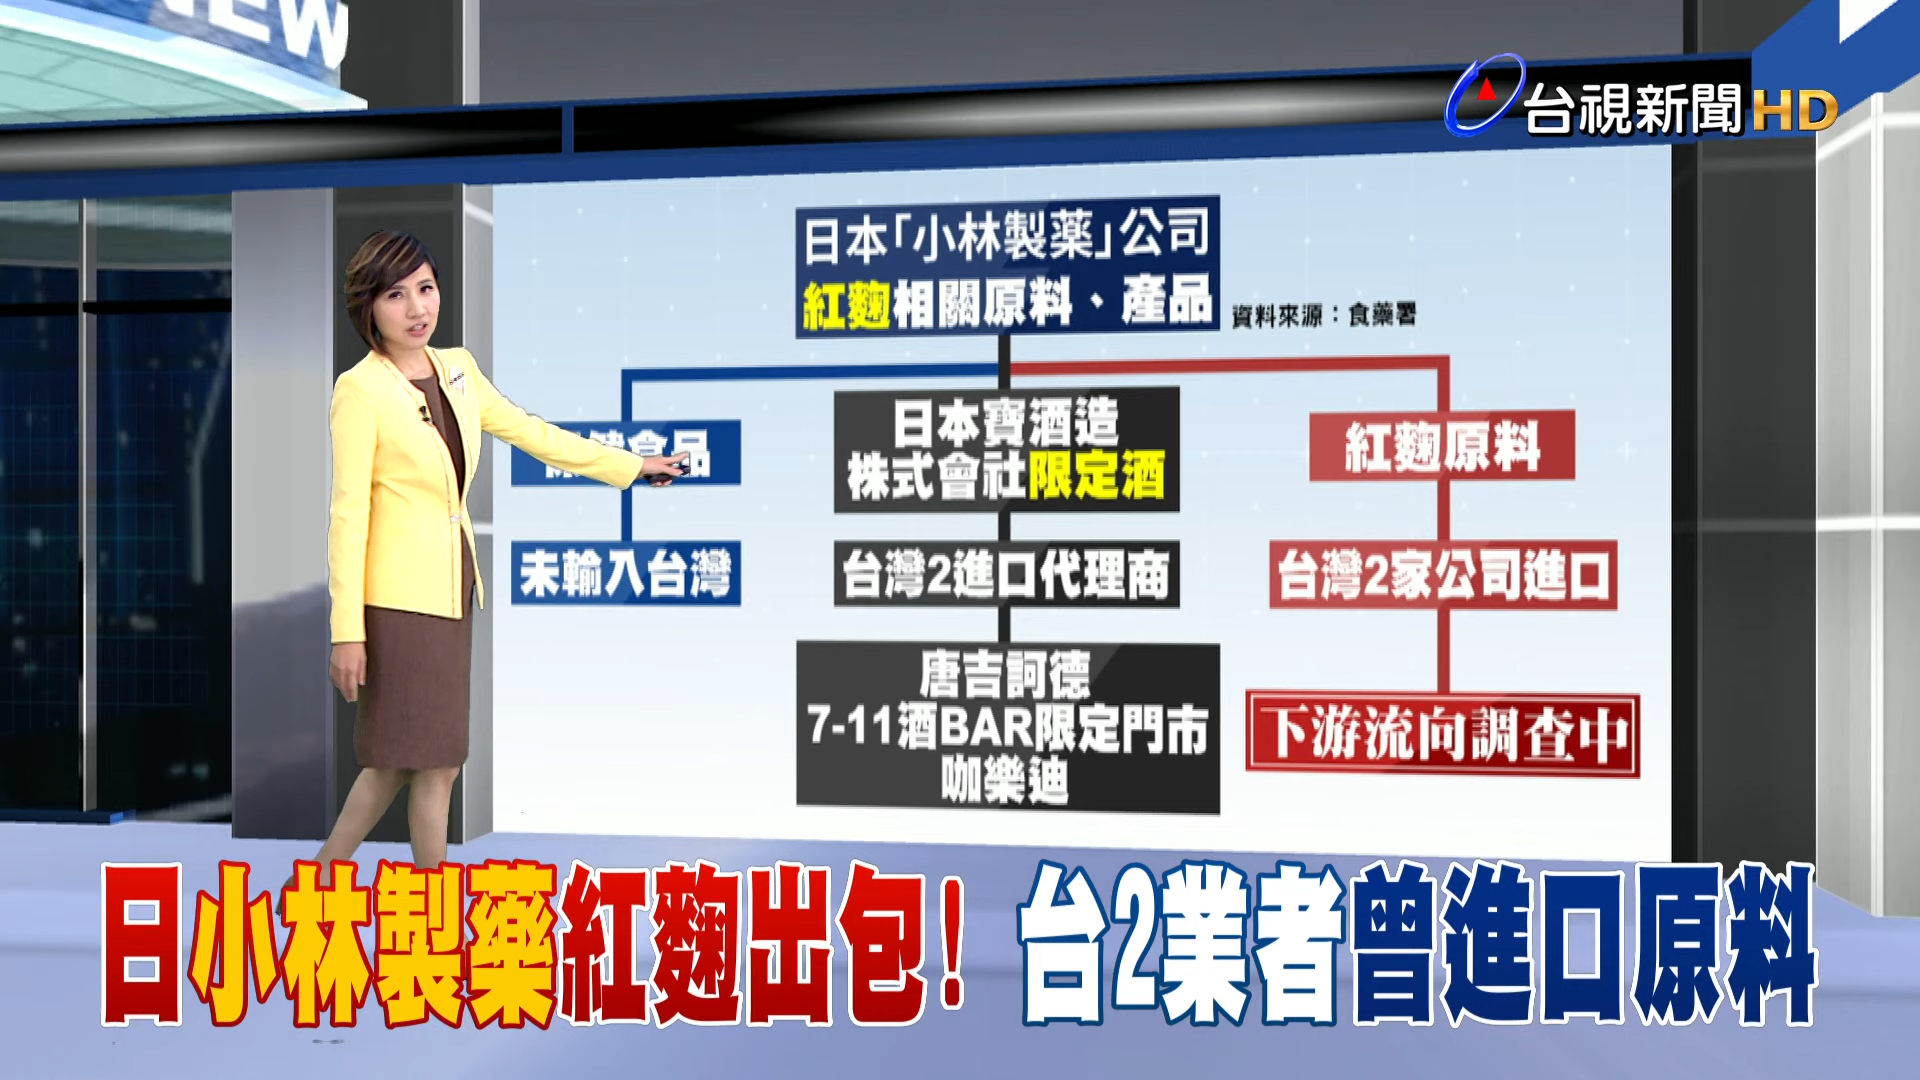 NEW
台視新聞HD
日本「小林製薬」公司
紅麴相關原料、產品
資料來源：食藥署
健食品
日本寶酒造
株式會社限定酒
紅麴原料
未輸入台灣
台灣2進口代理商
台灣2家公司進口
唐吉訶德
7-11酒BAR限定門市
咖樂迪
下游流向調查中
日小林製藥紅麴出包! 台2業者曾進口原料